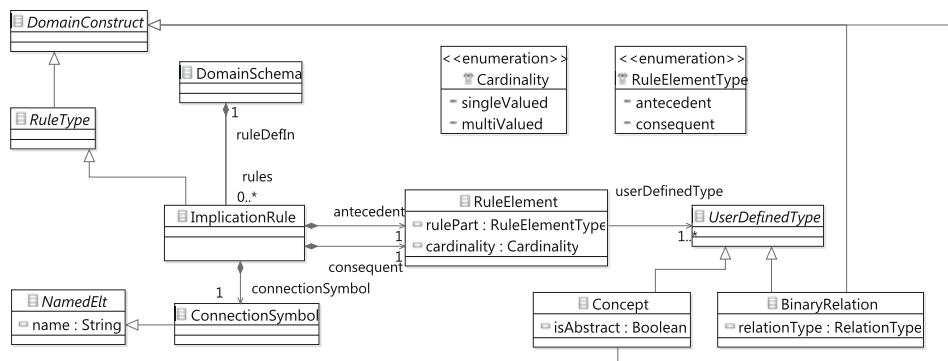 DomainConstruct
<<enumeration>>
Cardinality
singleValued
multiValued
<<enumeration>>
RuleElementType
antecedent
consequent
DomainSchema
1
ruleDefIn
RuleType
rules
0..*
ImplicationRule
antecedent
1
1
consequent
RuleElement
rulePart : RuleElementType
cardinality : Cardinality
userDefinedType
1..*
UserDefinedType
1
connectionSymbol
NamedElt
name : String
ConnectionSymbol
Concept
isAbstract : Boolean
BinaryRelation
relationType : RelationType